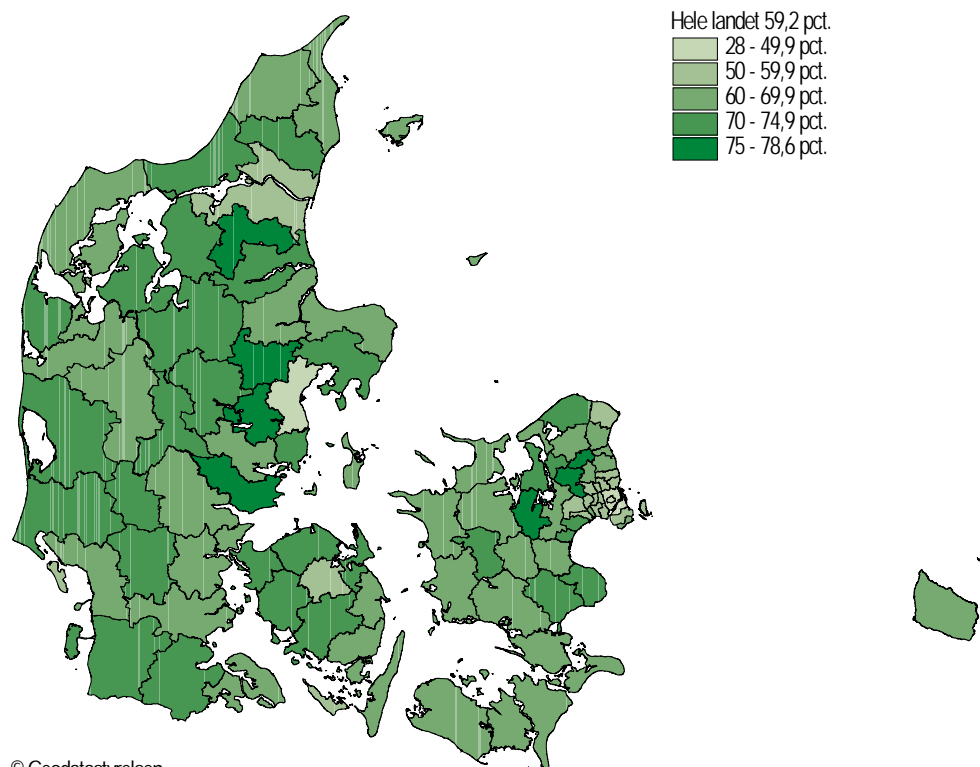 Hele landet 59,2 pct.
28 - 49,9 pct.
50 - 59,9 pct.
60 - 69,9 pct.
70 - 74,9 pct.
75 - 78,6 pct.
© Geodatastyrelsen